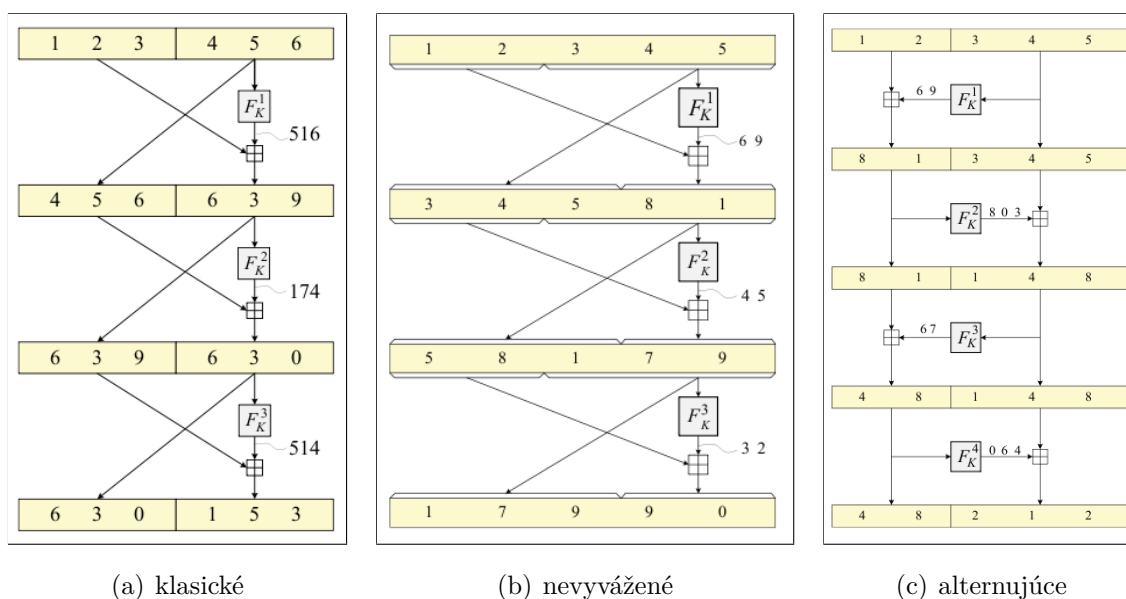 1 2 3 4 5 6
F_K^1
516
4 5 6 6 3 9
F_K^2
174
6 3 9 6 3 0
F_K^3
514
6 3 0 1 5 3
(a) klasické
1 2 3 4 5
F_K^1
6 9
3 4 5 8 1
F_K^2
4 5
5 8 1 7 9
F_K^3
3 2
1 7 9 9 0
(b) nevyvážené
1 2 3 4 5
6 9 F_K^1
8 1 3 4 5
F_K^2 8 0 3
8 1 1 4 8
6 7 F_K^3
4 8 1 4 8
F_K^4 0 6 4
4 8 2 1 2
(c) alternujúce